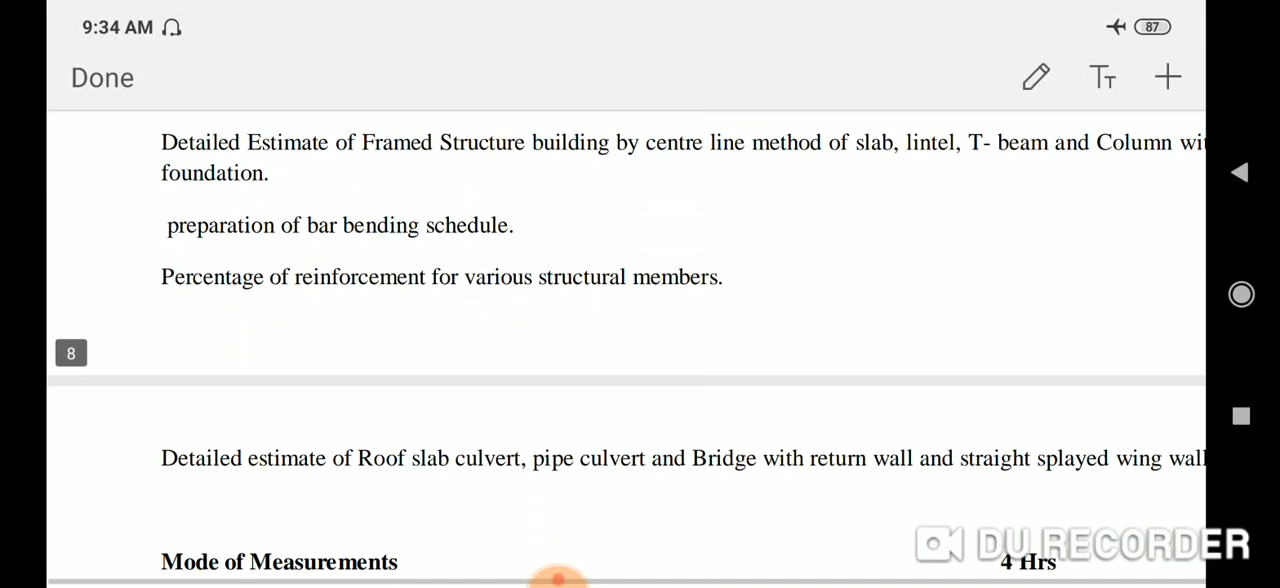 9:34 AM
87
Done
Detailed Estimate of Framed Structure building by centre line method of slab, lintel, T- beam and Column
foundation.
preparation of bar bending schedule.
Percentage of reinforcement for various structural members.
8
Detailed estimate of Roof slab culvert, pipe culvert and Bridge with return wall and straight splayed wing wall
Mode of Measurements 4 Hrs
DU RECORDER